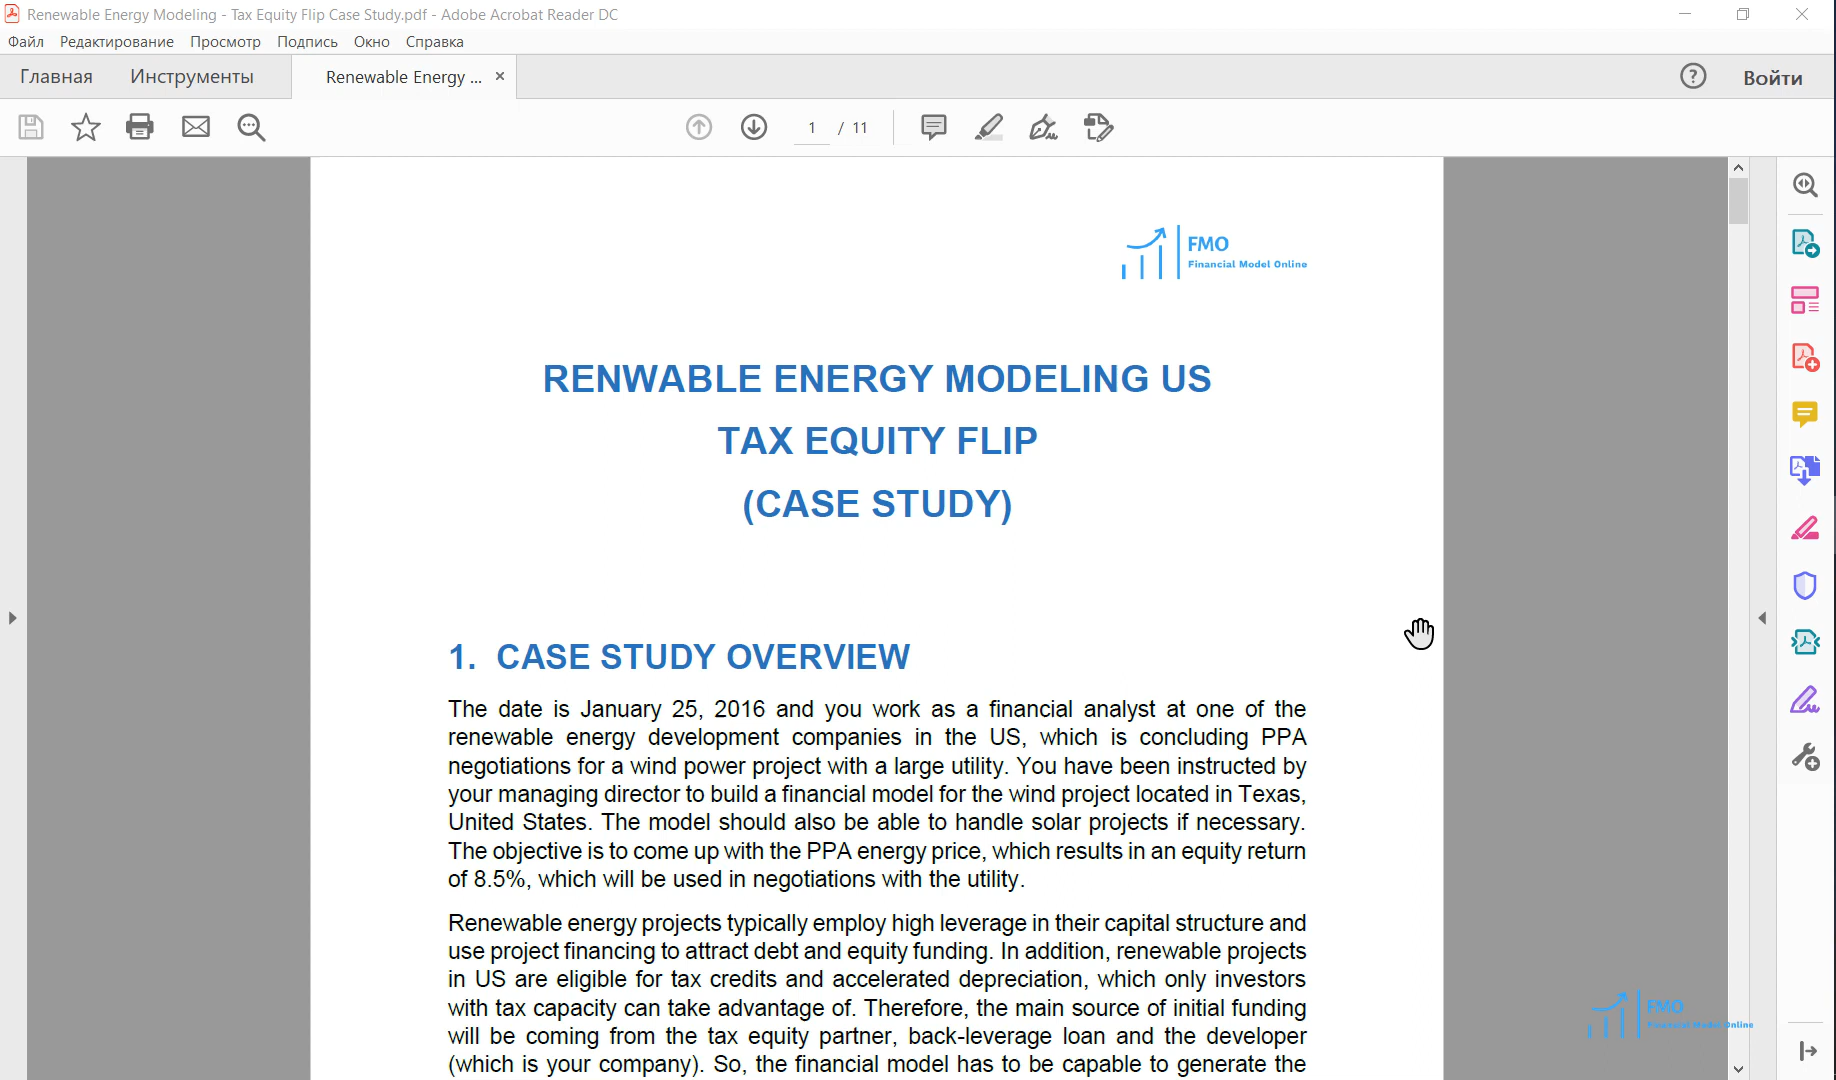 Renewable Energy Modeling - Tax Equity Flip Case Study.pdf - Adobe Acrobat Reader DC
Файл Редактирование Просмотр Подпись Окно Справка
Главная Инструменты Renewable Energy ... × ? Войти
1 / 11
FMO
Financial Model Online
RENWABLE ENERGY MODELING US
TAX EQUITY FLIP
(CASE STUDY)
1. CASE STUDY OVERVIEW
The date is January 25, 2016 and you work as a financial analyst at one of the
renewable energy development companies in the US, which is concluding PPA
negotiations for a wind power project with a large utility. You have been instructed by
your managing director to build a financial model for the wind project located in Texas,
United States. The model should also be able to handle solar projects if necessary.
The objective is to come up with the PPA energy price, which results in an equity return
of 8.5%, which will be used in negotiations with the utility.
Renewable energy projects typically employ high leverage in their capital structure and
use project financing to attract debt and equity funding. In addition, renewable projects
in US are eligible for tax credits and accelerated depreciation, which only investors
with tax capacity can take advantage of. Therefore, the main source of initial funding
will be coming from the tax equity partner, back-leverage loan and the developer
(which is your company). So, the financial model has to be capable to generate the
FMO
Financial Model Online